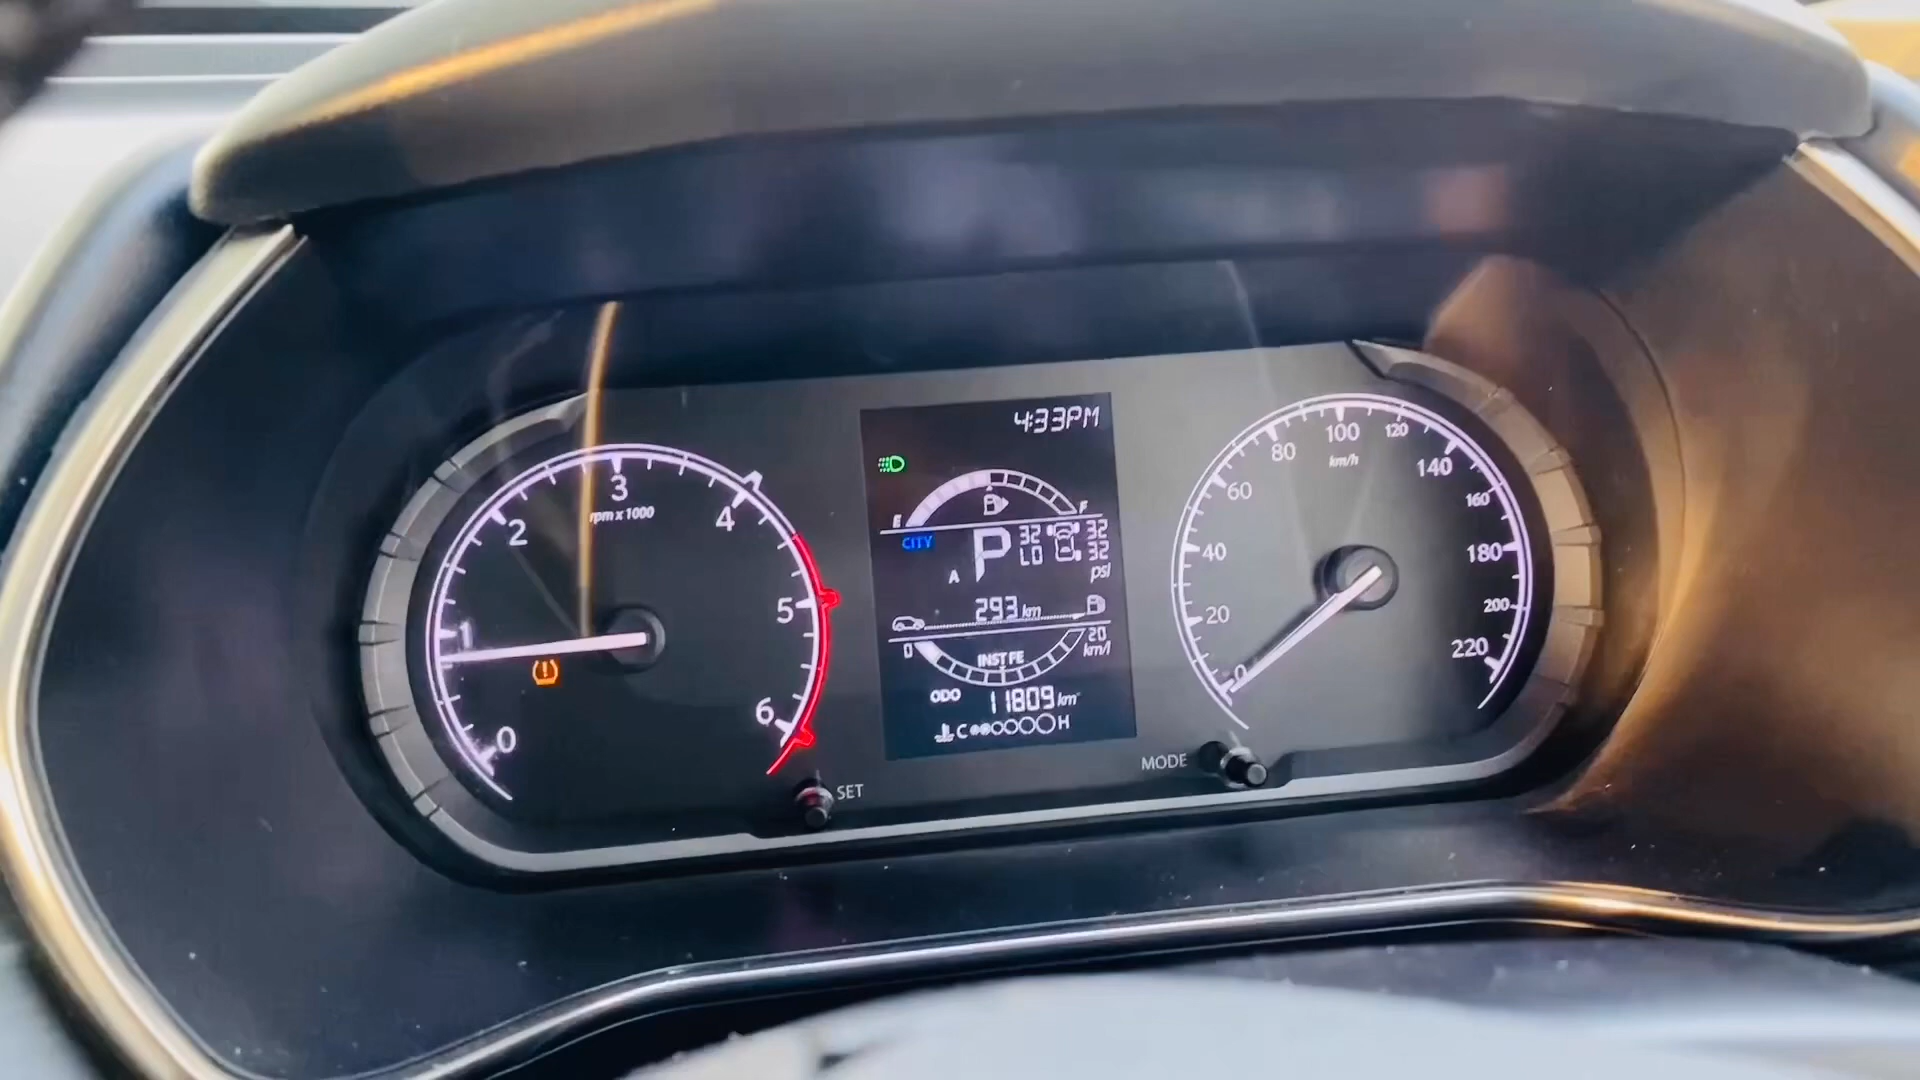 4:33PM
E F
CITY
P
A
32 32
LO 32
psi
293 km
0 20
km/l
INST FE
ODO
11809 km
C H
0
1
2
3
4
5
6
rpm x 1000
0
20
40
60
80
100
120
140
160
180
200
220
km/h
SET
MODE